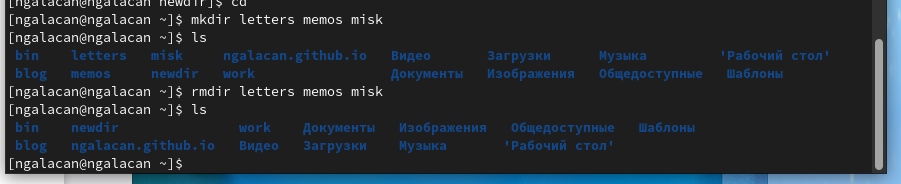 [ngalacan@ngalacan newdir]$ cd
[ngalacan@ngalacan ~]$ mkdir letters memos misk
[ngalacan@ngalacan ~]$ ls
bin letters misk ngalacan.github.io Видео Загрузки Музыка 'Рабочий стол'
blog memos newdir work Документы Изображения Общедоступные Шаблоны
[ngalacan@ngalacan ~]$ rmdir letters memos misk
[ngalacan@ngalacan ~]$ ls
bin newdir work Документы Изображения Общедоступные Шаблоны
blog ngalacan.github.io Видео Загрузки Музыка 'Рабочий стол'
[ngalacan@ngalacan ~]$